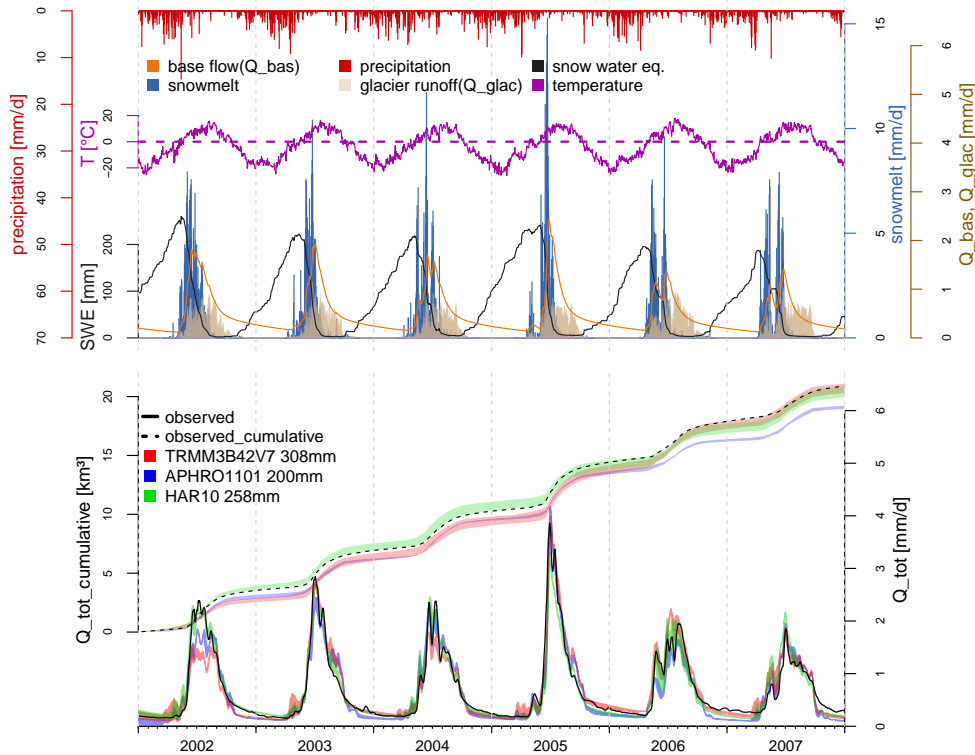 0
10
20
30
40
50
60
70
precipitation [mm/d]
20
0
-20
T [°C]
200
100
0
SWE [mm]
base flow(Q_bas)
precipitation
snow water eq.
snowmelt
glacier runoff(Q_glac)
temperature
15
10
5
0
snowmelt [mm/d]
6
5
4
3
2
1
0
Q_bas, Q_glac [mm/d]
20
15
10
5
0
Q_tot_cumulative [km³]
observed
observed_cumulative
TRMM3B42V7 308mm
APHRO1101 200mm
HAR10 258mm
6
5
4
3
2
1
0
Q_tot [mm/d]
2002 2003 2004 2005 2006 2007